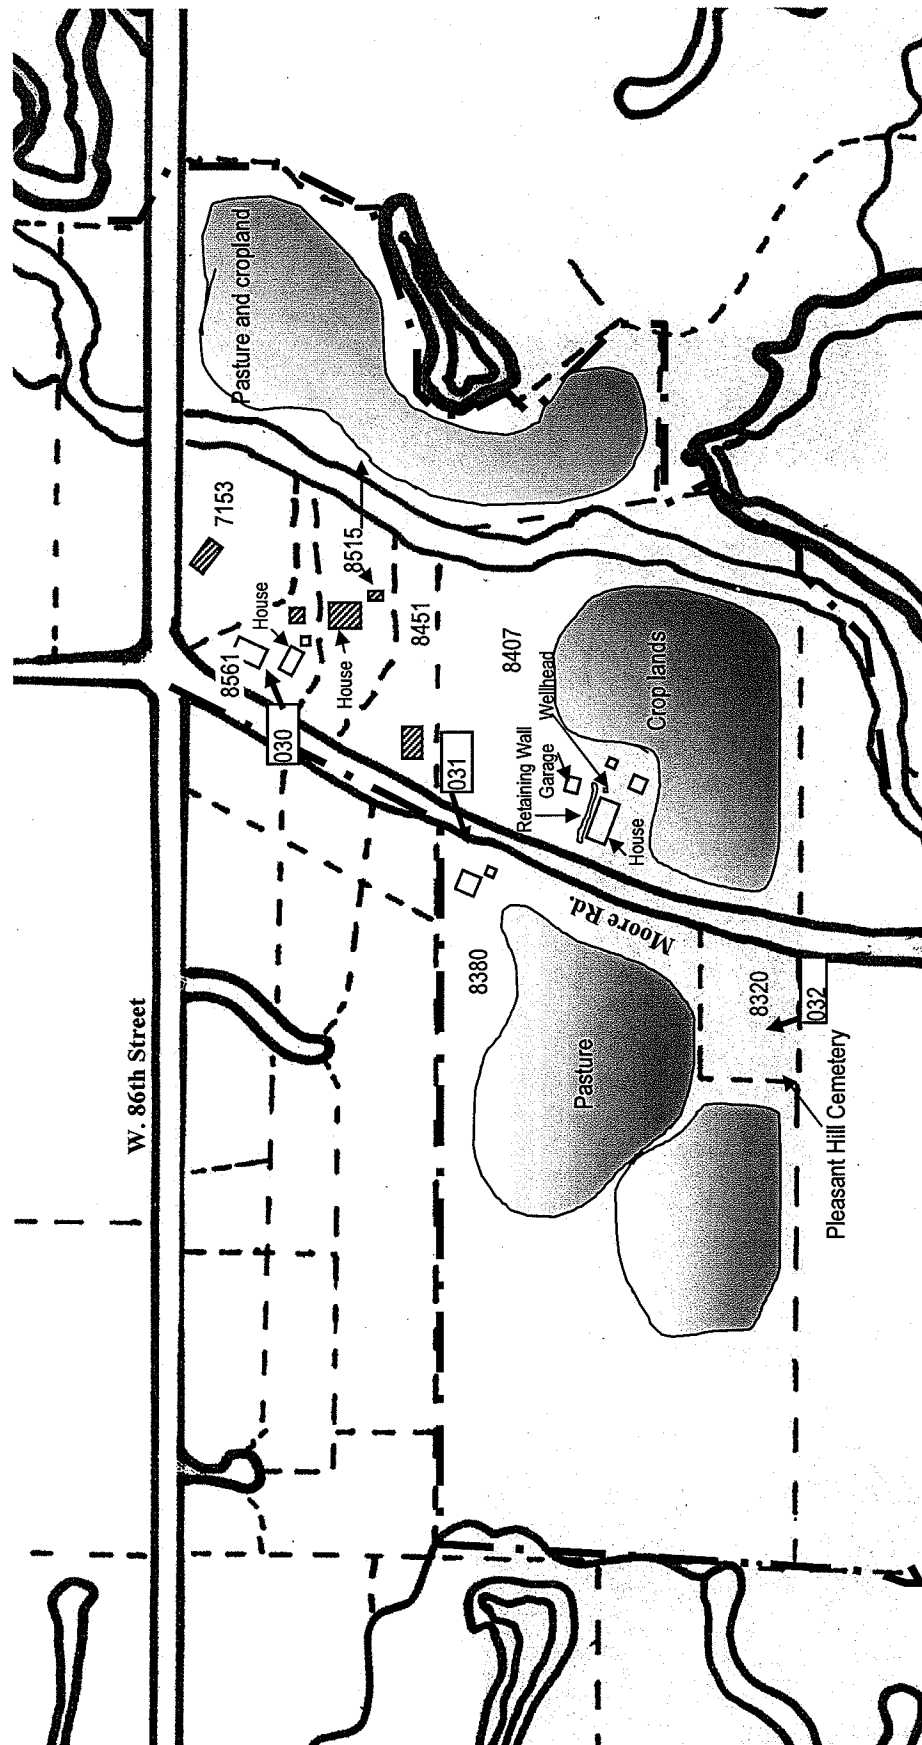 W. 86th Street
Pasture and cropland
7153
8515
House
8561
House
8451
030
031
8407
Wellhead
Garage
Retaining Wall
House
Crop lands
Moore Rd.
8380
Pasture
8320
032
Pleasant Hill Cemetery